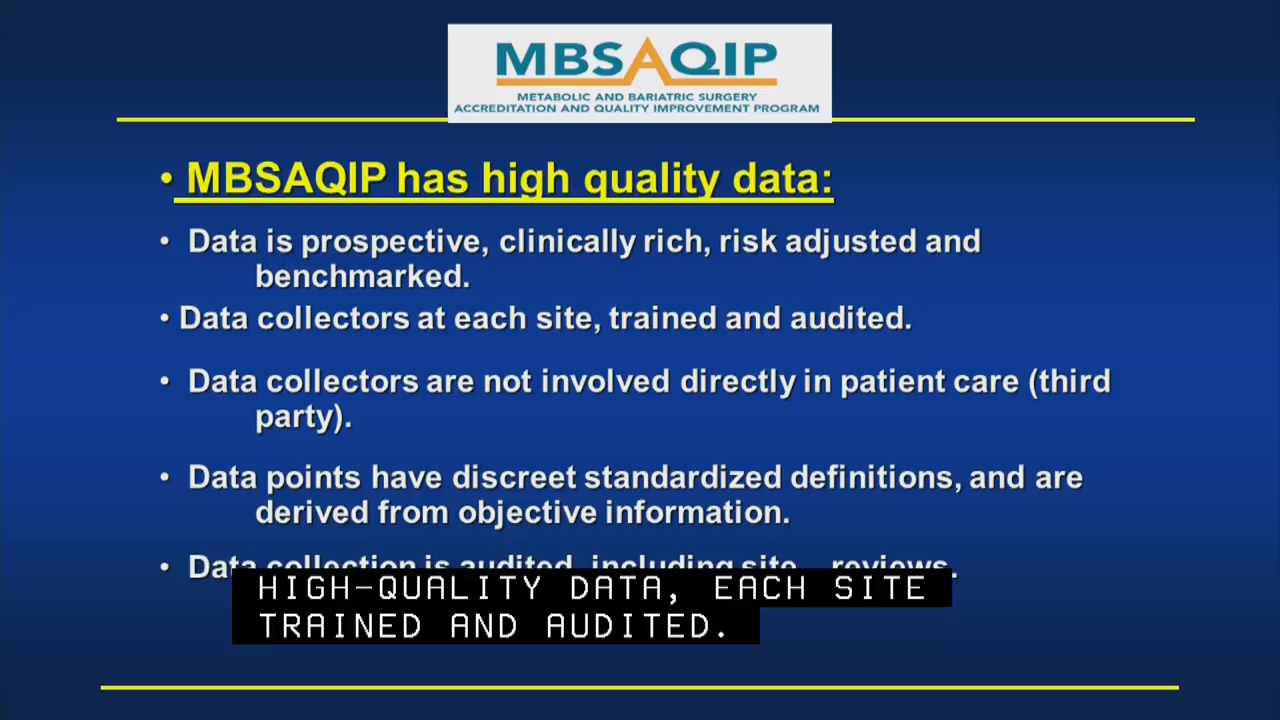 MBSAQIP
METABOLIC AND BARIATRIC SURGERY
ACCREDITATION AND QUALITY IMPROVEMENT PROGRAM
• MBSAQIP has high quality data:
• Data is prospective, clinically rich, risk adjusted and
benchmarked.
• Data collectors at each site, trained and audited.
• Data collectors are not involved directly in patient care (third
party).
• Data points have discreet standardized definitions, and are
derived from objective information.
• Data collection is audited, including site reviews.
HIGH-QUALITY DATA, EACH SITE
TRAINED AND AUDITED.